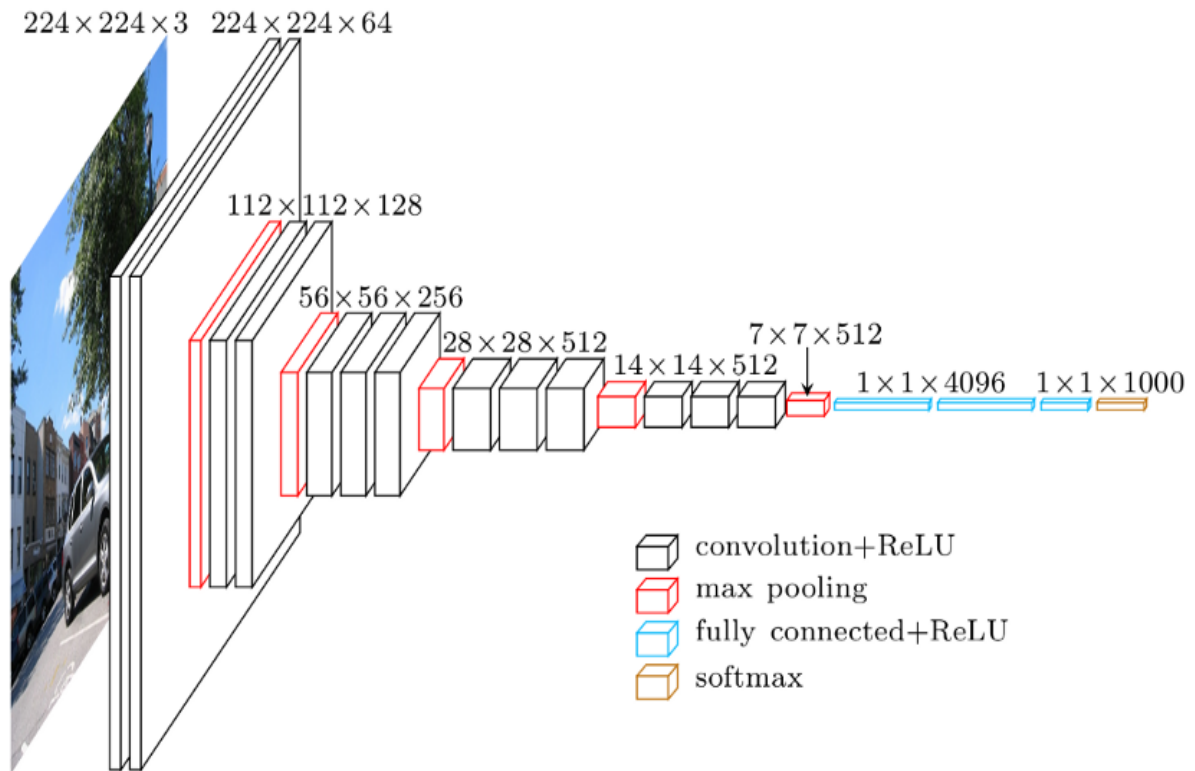 224×224×3
224×224×64
112×112×128
56×56×256
28×28×512
14×14×512
7×7×512
1×1×4096
1×1×1000
convolution+ReLU
max pooling
fully connected+ReLU
softmax